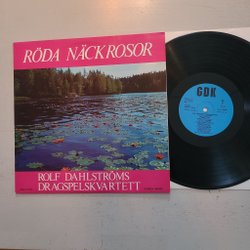 RÖDA NÄCKROSOR
ROLF DAHLSTRÖMS
DRAGSPELSKVARTETT
GDK